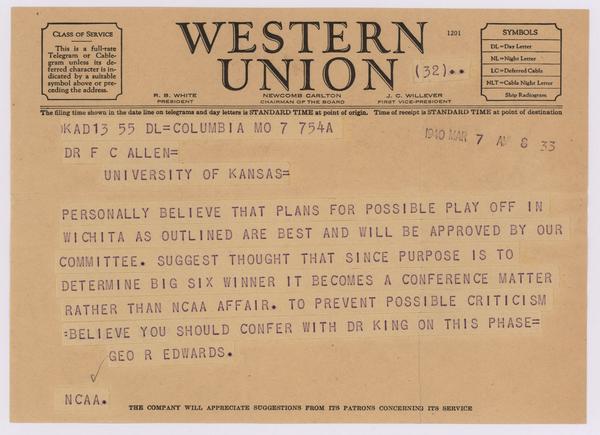 CLASS OF SERVICE
This is a full-rate
Telegram or Cable-
gram unless its de-
ferred character is in-
dicated by a suitable
symbol above or pre-
ceding the address.
WESTERN
UNION
1201
(32)..
R. B. WHITE
PRESIDENT
NEWCOMB CARLTON
CHAIRMAN OF THE BOARD
J. C. WILLEVER
FIRST VICE-PRESIDENT
SYMBOLS
DL=Day Letter
NL=Night Letter
LC=Deferred Cable
NLT=Cable Night Letter
Ship Radiogram
The filing time shown in the date line on telegrams and day letters is STANDARD TIME at point of origin. Time of receipt is STANDARD TIME at point of destination
KAD13 55 DL=COLUMBIA MO 7 754A
1940 MAR 7 AM 8 33
DR F C ALLEN=
UNIVERSITY OF KANSAS=
PERSONALLY BELIEVE THAT PLANS FOR POSSIBLE PLAY OFF IN
WICHITA AS OUTLINED ARE BEST AND WILL BE APPROVED BY OUR
COMMITTEE. SUGGEST THOUGHT THAT SINCE PURPOSE IS TO
DETERMINE BIG SIX WINNER IT BECOMES A CONFERENCE MATTER
RATHER THAN NCAA AFFAIR. TO PREVENT POSSIBLE CRITICISM
:BELIEVE YOU SHOULD CONFER WITH DR KING ON THIS PHASE=
GEO R EDWARDS.
NCAA.
THE COMPANY WILL APPRECIATE SUGGESTIONS FROM ITS PATRONS CONCERNING ITS SERVICE